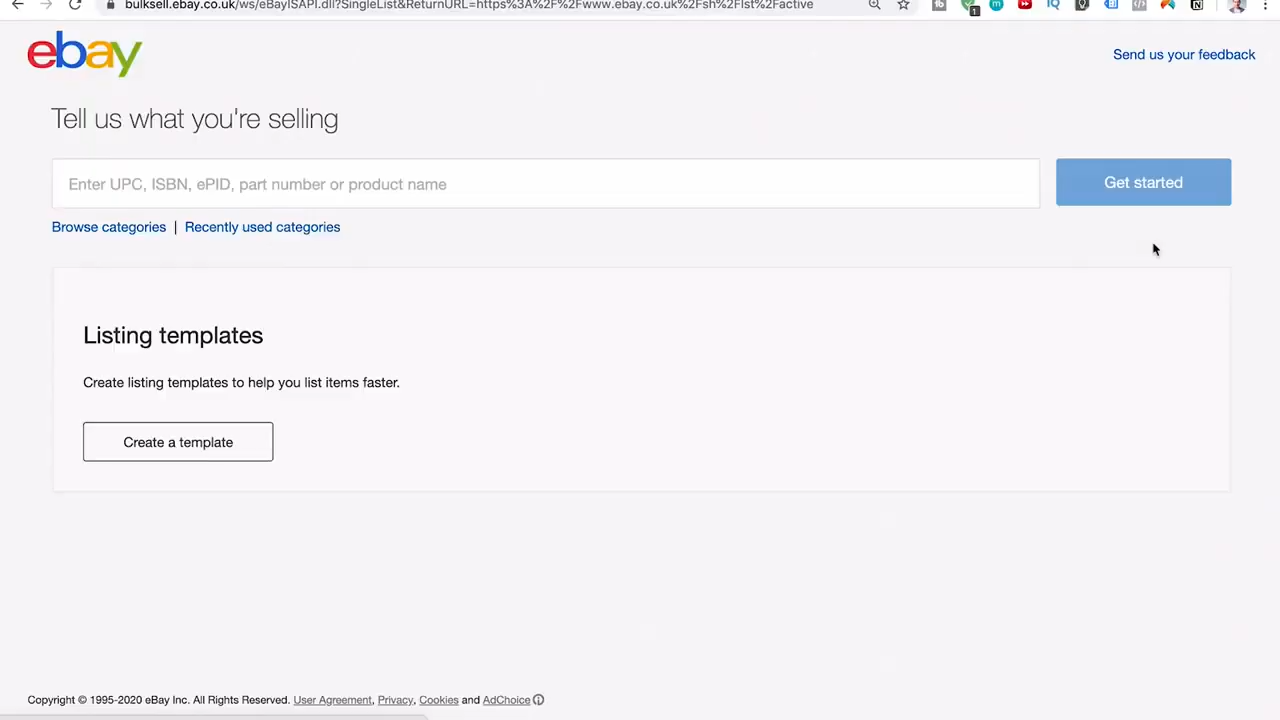 bulksell.ebay.co.uk/ws/eBayISAPI.dll?SingleList&ReturnURL=https%3A%2F%2Fwww.ebay.co.uk%2Fsh%2Flst%2Factive
ebay
Send us your feedback
Tell us what you're selling
Enter UPC, ISBN, ePID, part number or product name
Get started
Browse categories | Recently used categories
Listing templates
Create listing templates to help you list items faster.
Create a template
Copyright © 1995-2020 eBay Inc. All Rights Reserved. User Agreement, Privacy, Cookies and AdChoice